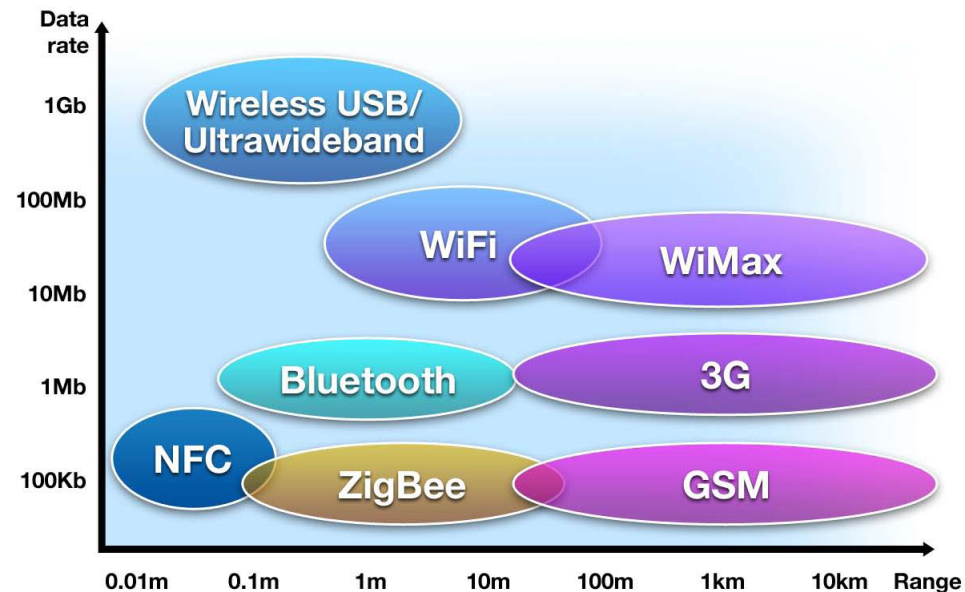 Data
rate
1Gb
Wireless USB/
Ultrawideband
100Mb
WiFi
WiMax
10Mb
1Mb
Bluetooth
3G
NFC
100Kb
ZigBee
GSM
0.01m 0.1m 1m 10m 100m 1km 10km Range